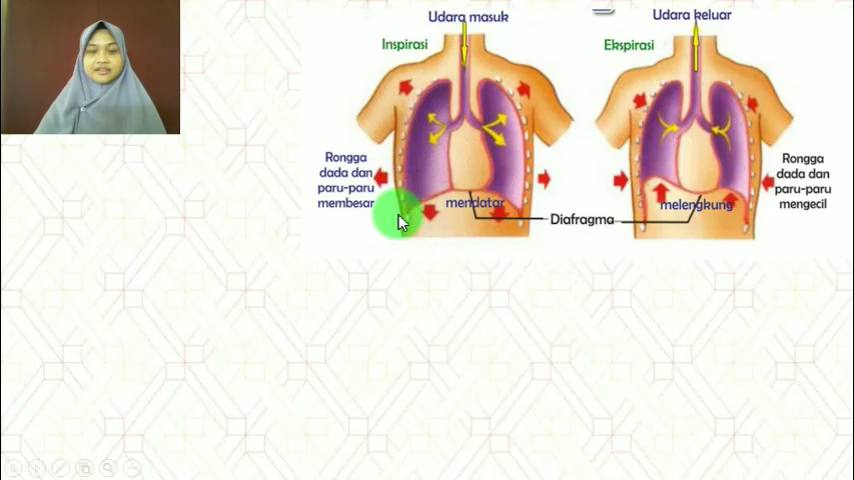 Udara masuk
Inspirasi
Rongga
dada dan
paru-paru
membesar
mendatar
Diafragma
Udara keluar
Ekspirasi
melengkung
Rongga
dada dan
paru-paru
mengecil